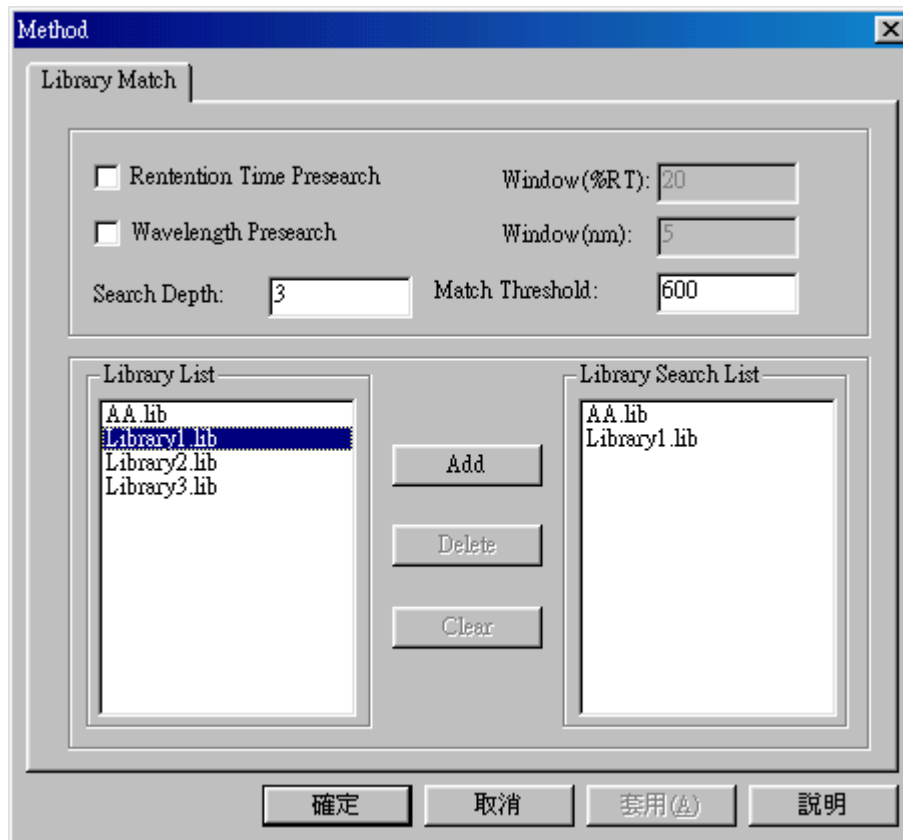 Method
Library Match
Rentention Time Presearch Window(%RT): 20
Wavelength Presearch Window(nm): 5
Search Depth: 3 Match Threshold: 600
Library List
AA.lib
Library1.lib
Library2.lib
Library3.lib
Add
Delete
Clear
Library Search List
AA.lib
Library1.lib
確定 取消 套用(A) 說明